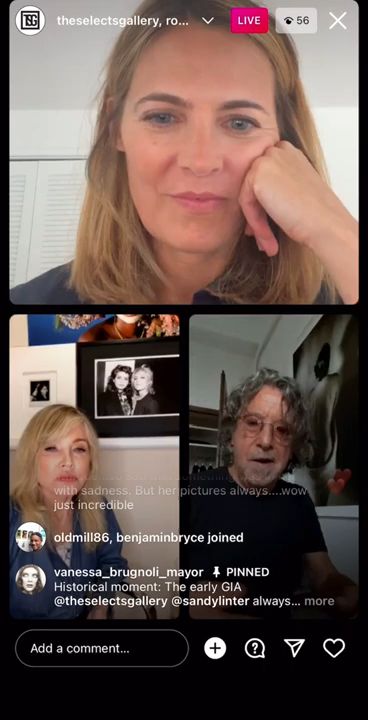 TSG
theselectsgallery, ro...
LIVE
56
with sadness. But her pictures always....wow
just incredible
oldmill86, benjaminbryce joined
vanessa_brugnoli_mayor PINNED
Historical moment: The early GIA
@theselectsgallery @sandylinter always... more
Add a comment...